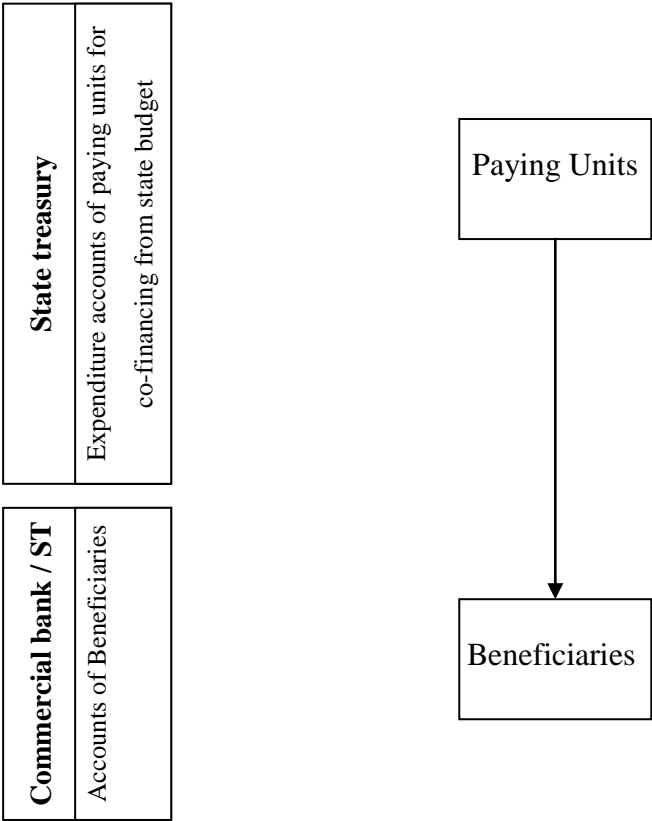 State treasury
Expenditure accounts of paying units for
co-financing from state budget
Paying Units
Commercial bank / ST
Accounts of Beneficiaries
Beneficiaries